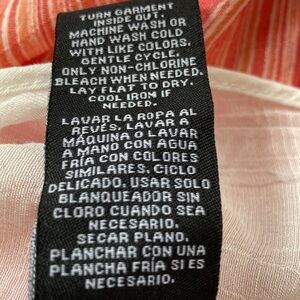 TURN GARMENT
INSIDE OUT.
MACHINE WASH OR
HAND WASH COLD
WITH LIKE COLORS.
GENTLE CYCLE.
ONLY NON-CHLORINE
BLEACH WHEN NEEDED.
LAY FLAT TO DRY.
COOL IRON IF
NEEDED.
LAVAR LA ROPA AL
REVÉS. LAVAR A
MÁQUINA O LAVAR
A MANO CON AGUA
FRÍA CON COLORES
SIMILARES. CICLO
DELICADO. USAR SOLO
BLANQUEADOR SIN
CLORO CUANDO SEA
NECESARIO.
SECAR PLANO.
PLANCHAR CON UNA
PLANCHA FRÍA SI ES
NECESARIO.